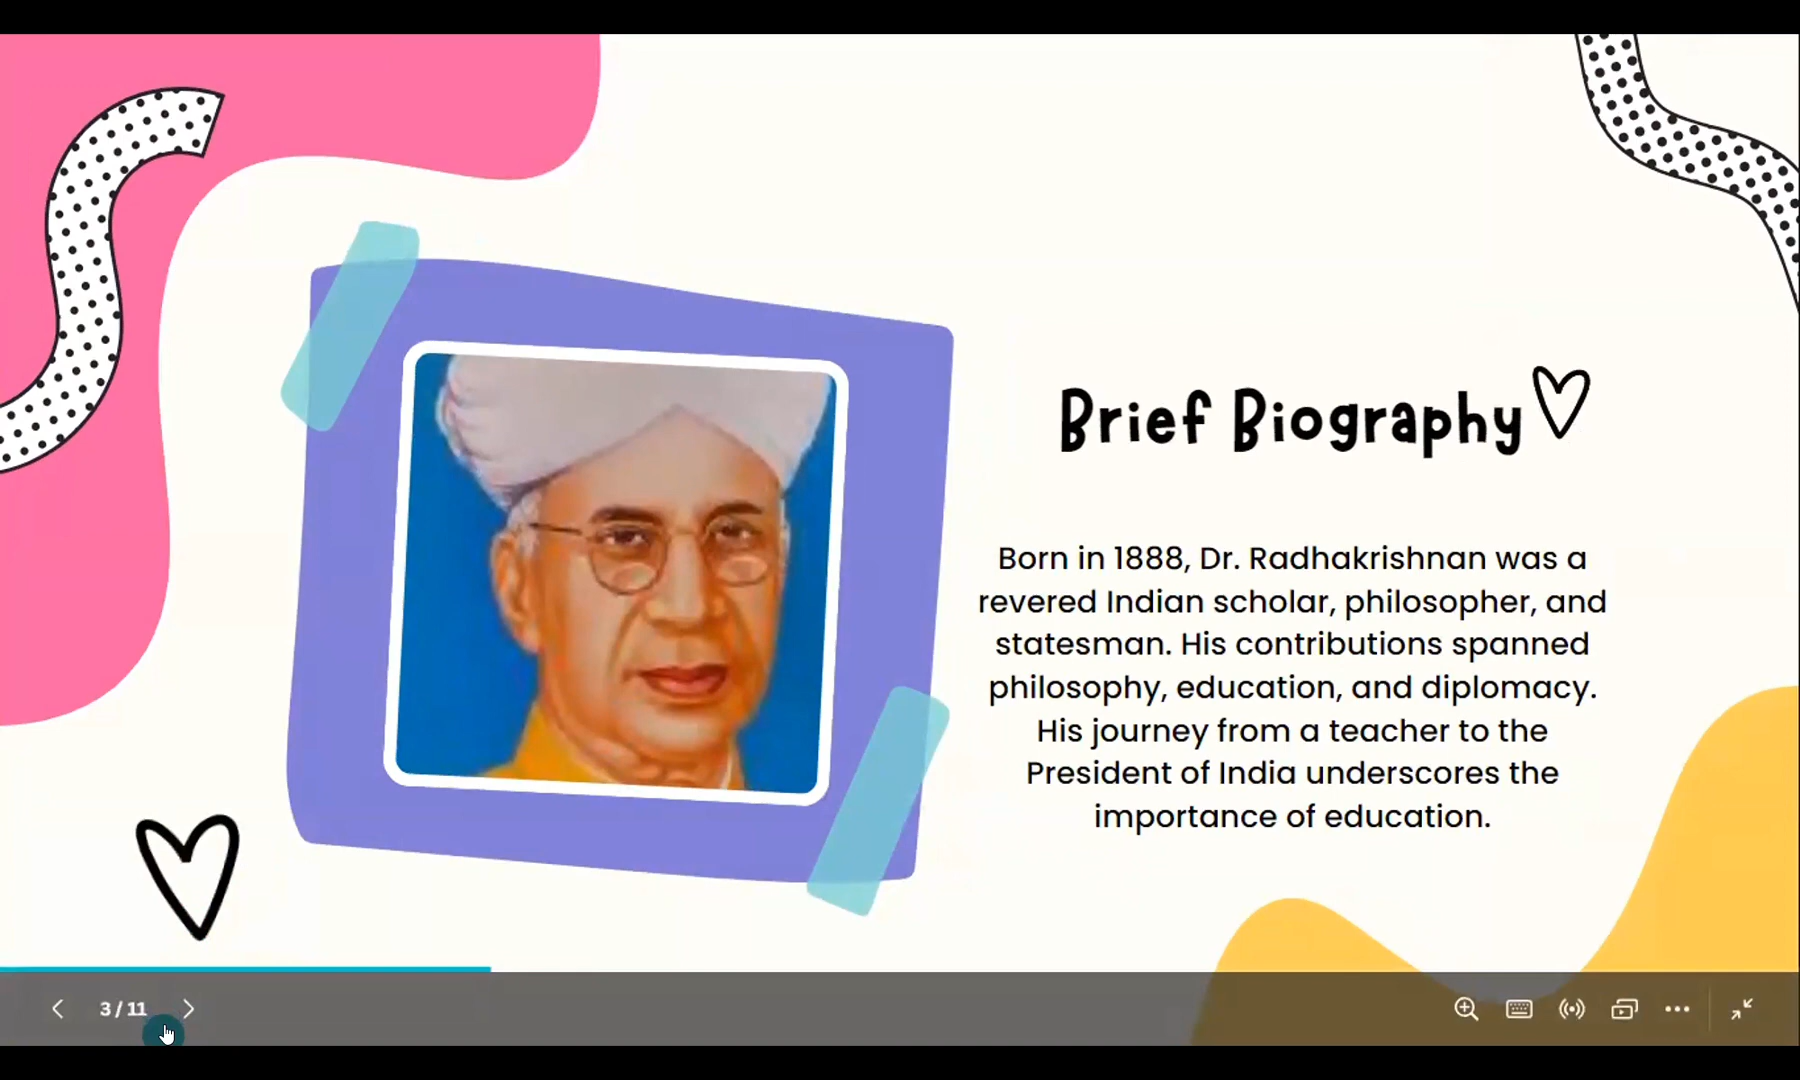 Brief Biography
Born in 1888, Dr. Radhakrishnan was a
revered Indian scholar, philosopher, and
statesman. His contributions spanned
philosophy, education, and diplomacy.
His journey from a teacher to the
President of India underscores the
importance of education.
3 / 11